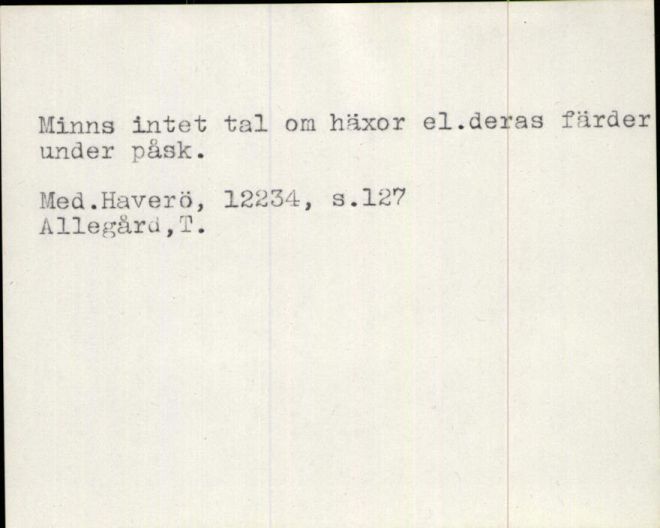 Minns intet tal om häxor el.deras färder
under påsk.
Med.Haverö, 12234, s.127
Allegård,T.